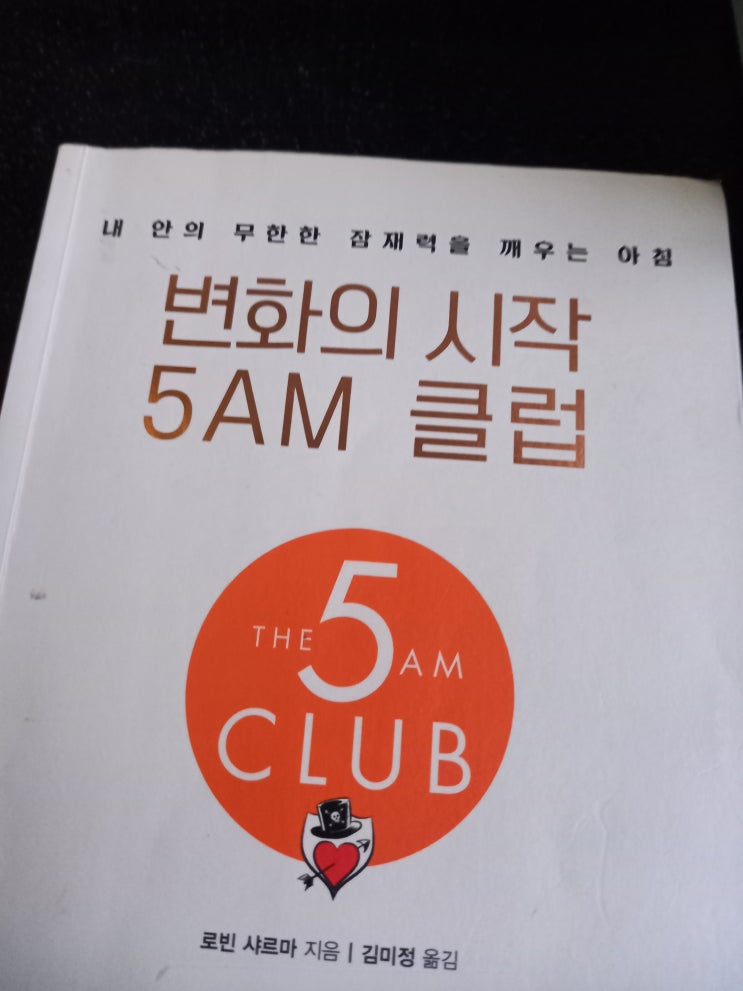 내 안의 무한한 잠재력을 깨우는 아침
변화의 시작
5AM 클럽
THE 5 AM
CLUB
로빈 샤르마 지음 | 김미정 옮김